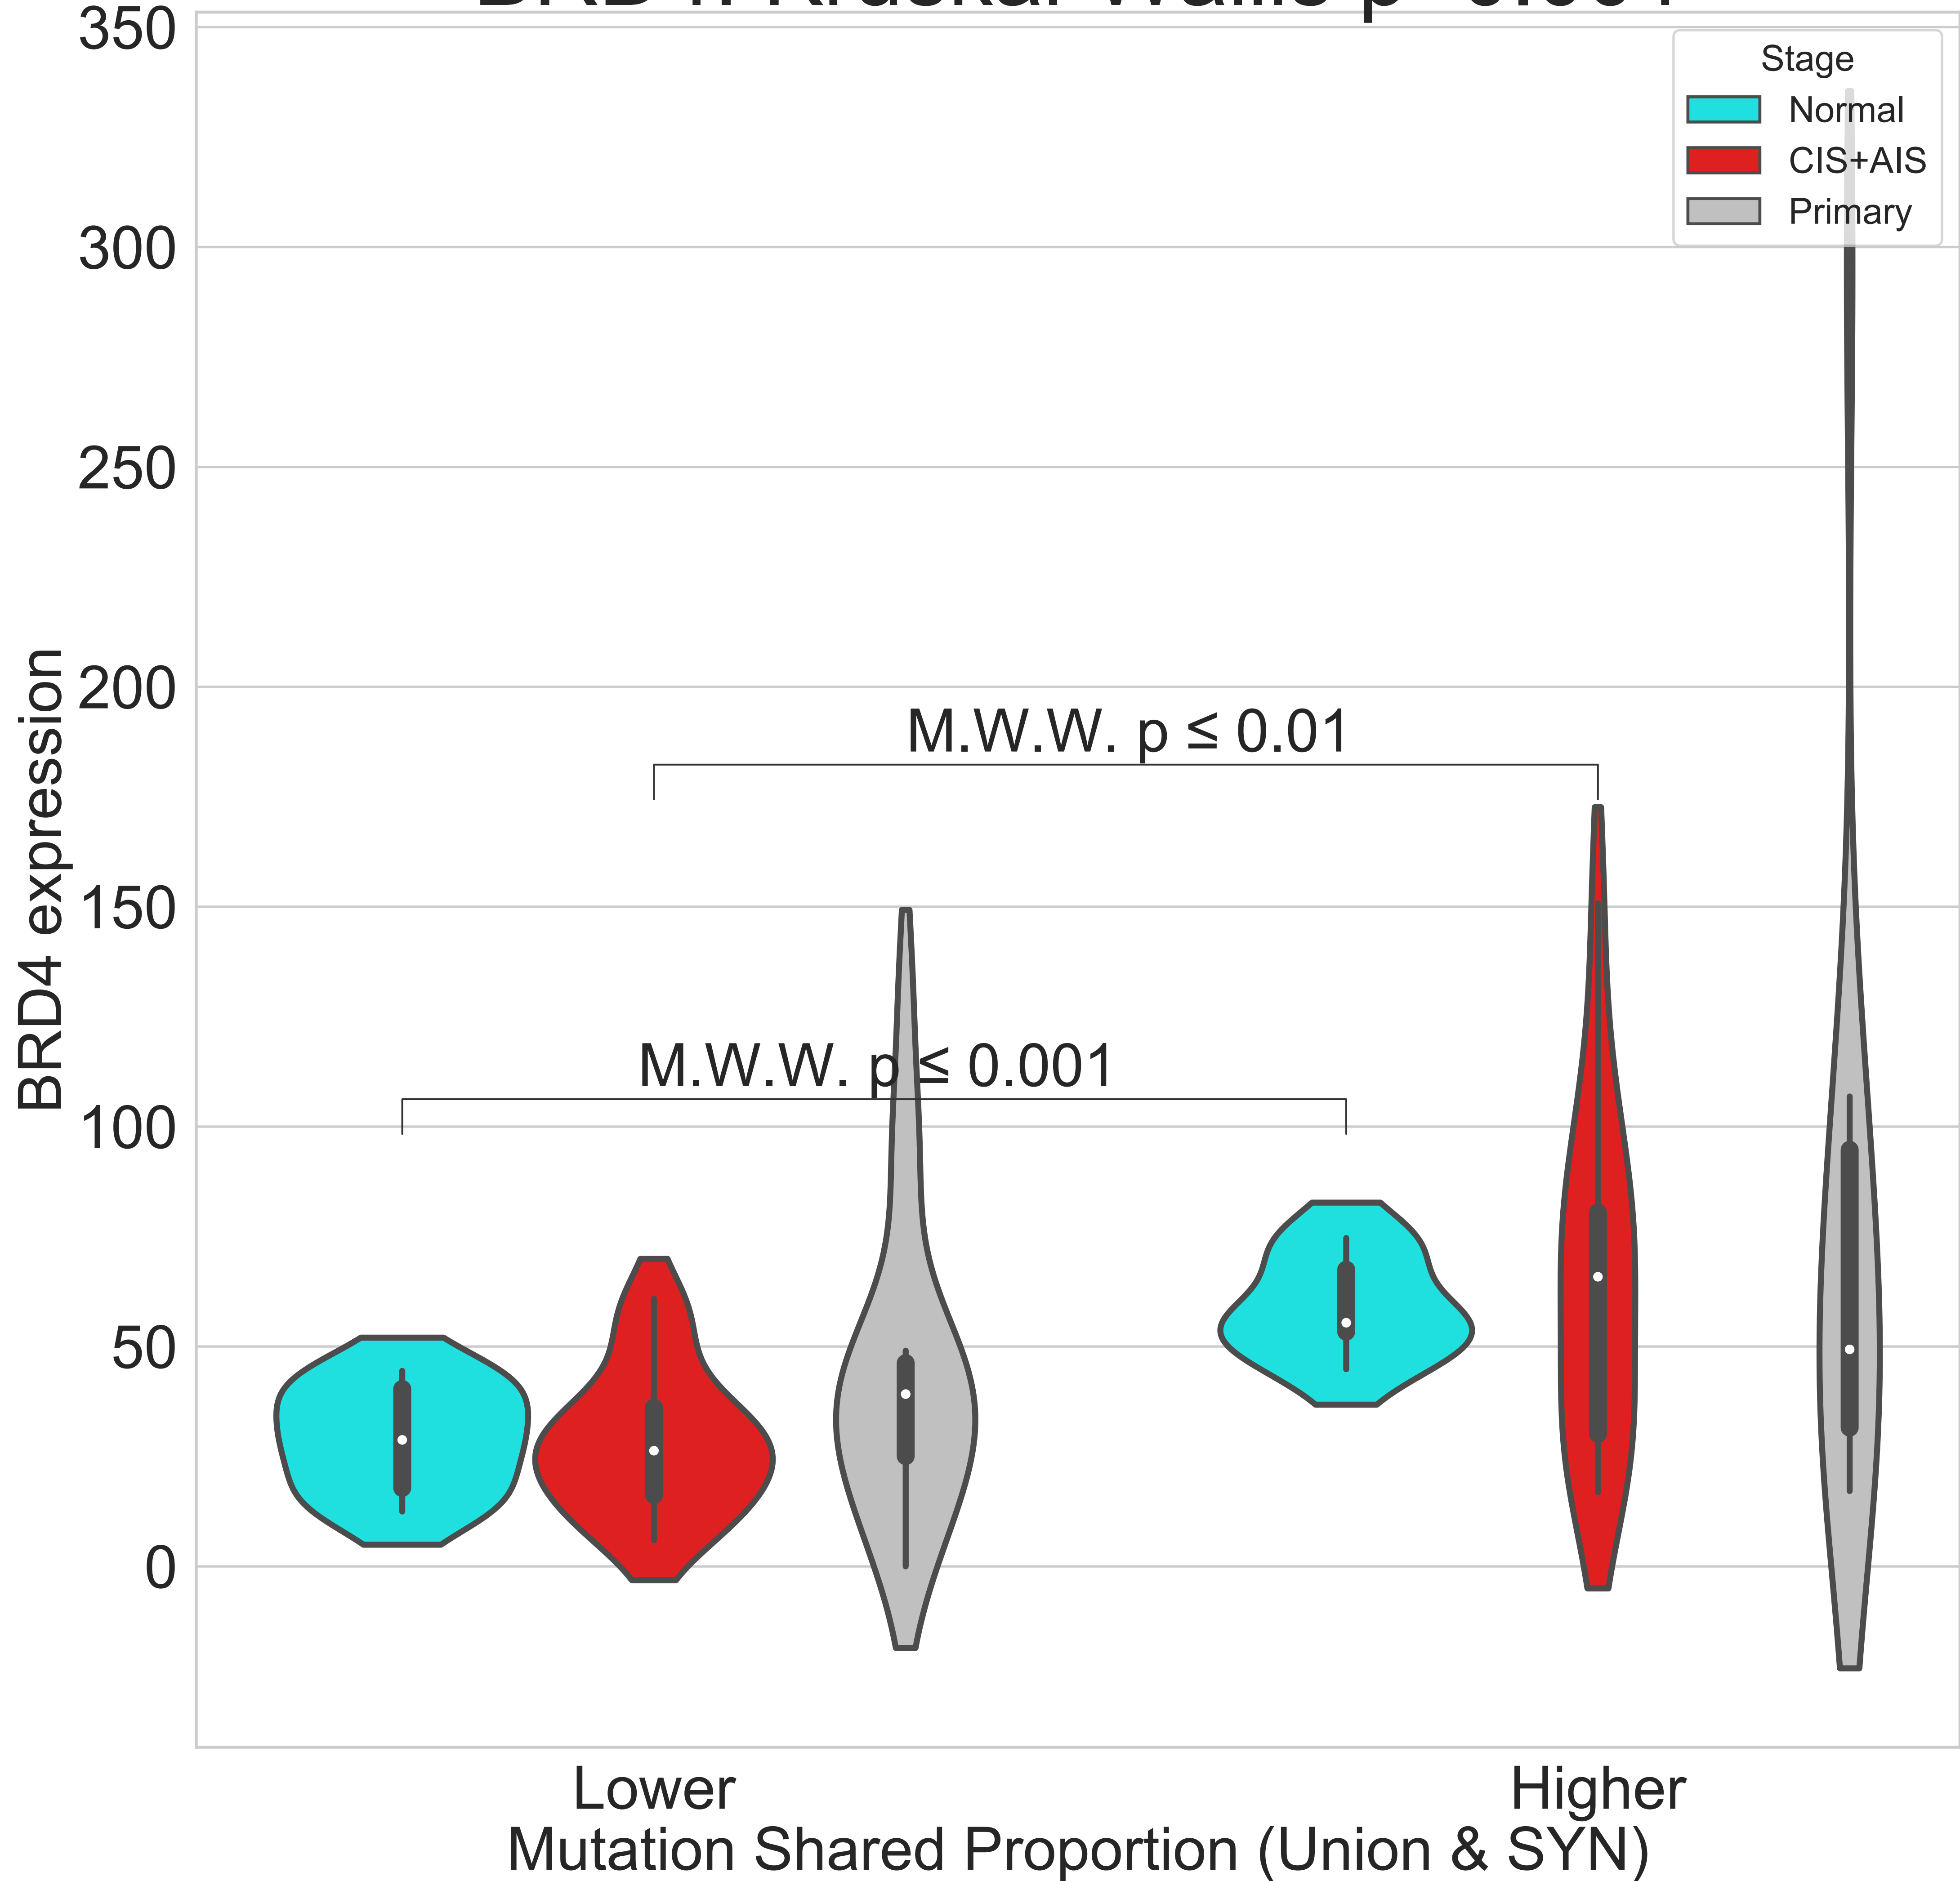 350
300
250
200
150
100
50
0
BRD4 expression
Stage
Normal
CIS+AIS
Primary
M.W.W. p ≤ 0.01
M.W.W. p ≤ 0.001
Lower
Higher
Mutation Shared Proportion (Union & SYN)